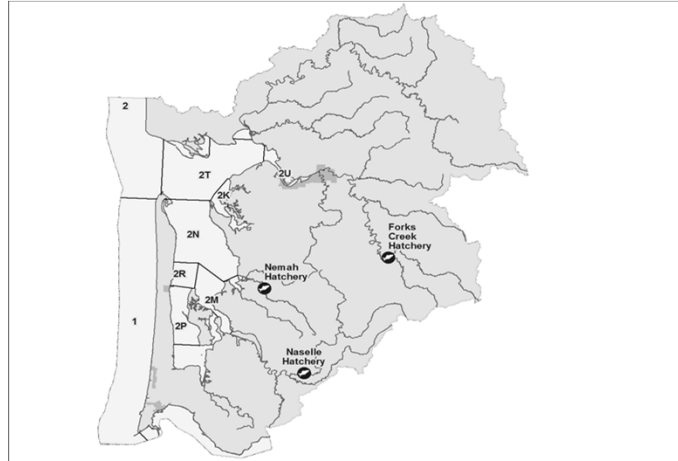 2
2T
2U
2K
2N
Forks
Creek
Hatchery
Nemah
Hatchery
2R
2M
1
2P
Naselle
Hatchery